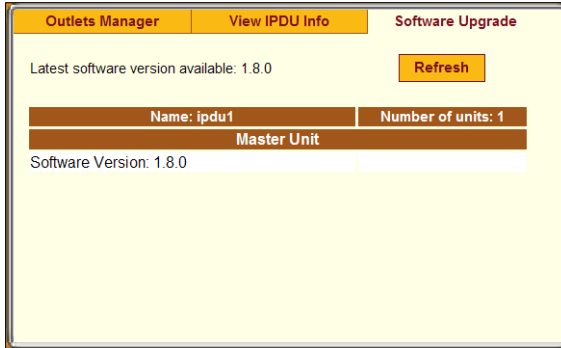 Outlets Manager View IPDU Info Software Upgrade
Latest software version available: 1.8.0 Refresh
Name: ipdu1 Number of units: 1
Master Unit
Software Version: 1.8.0